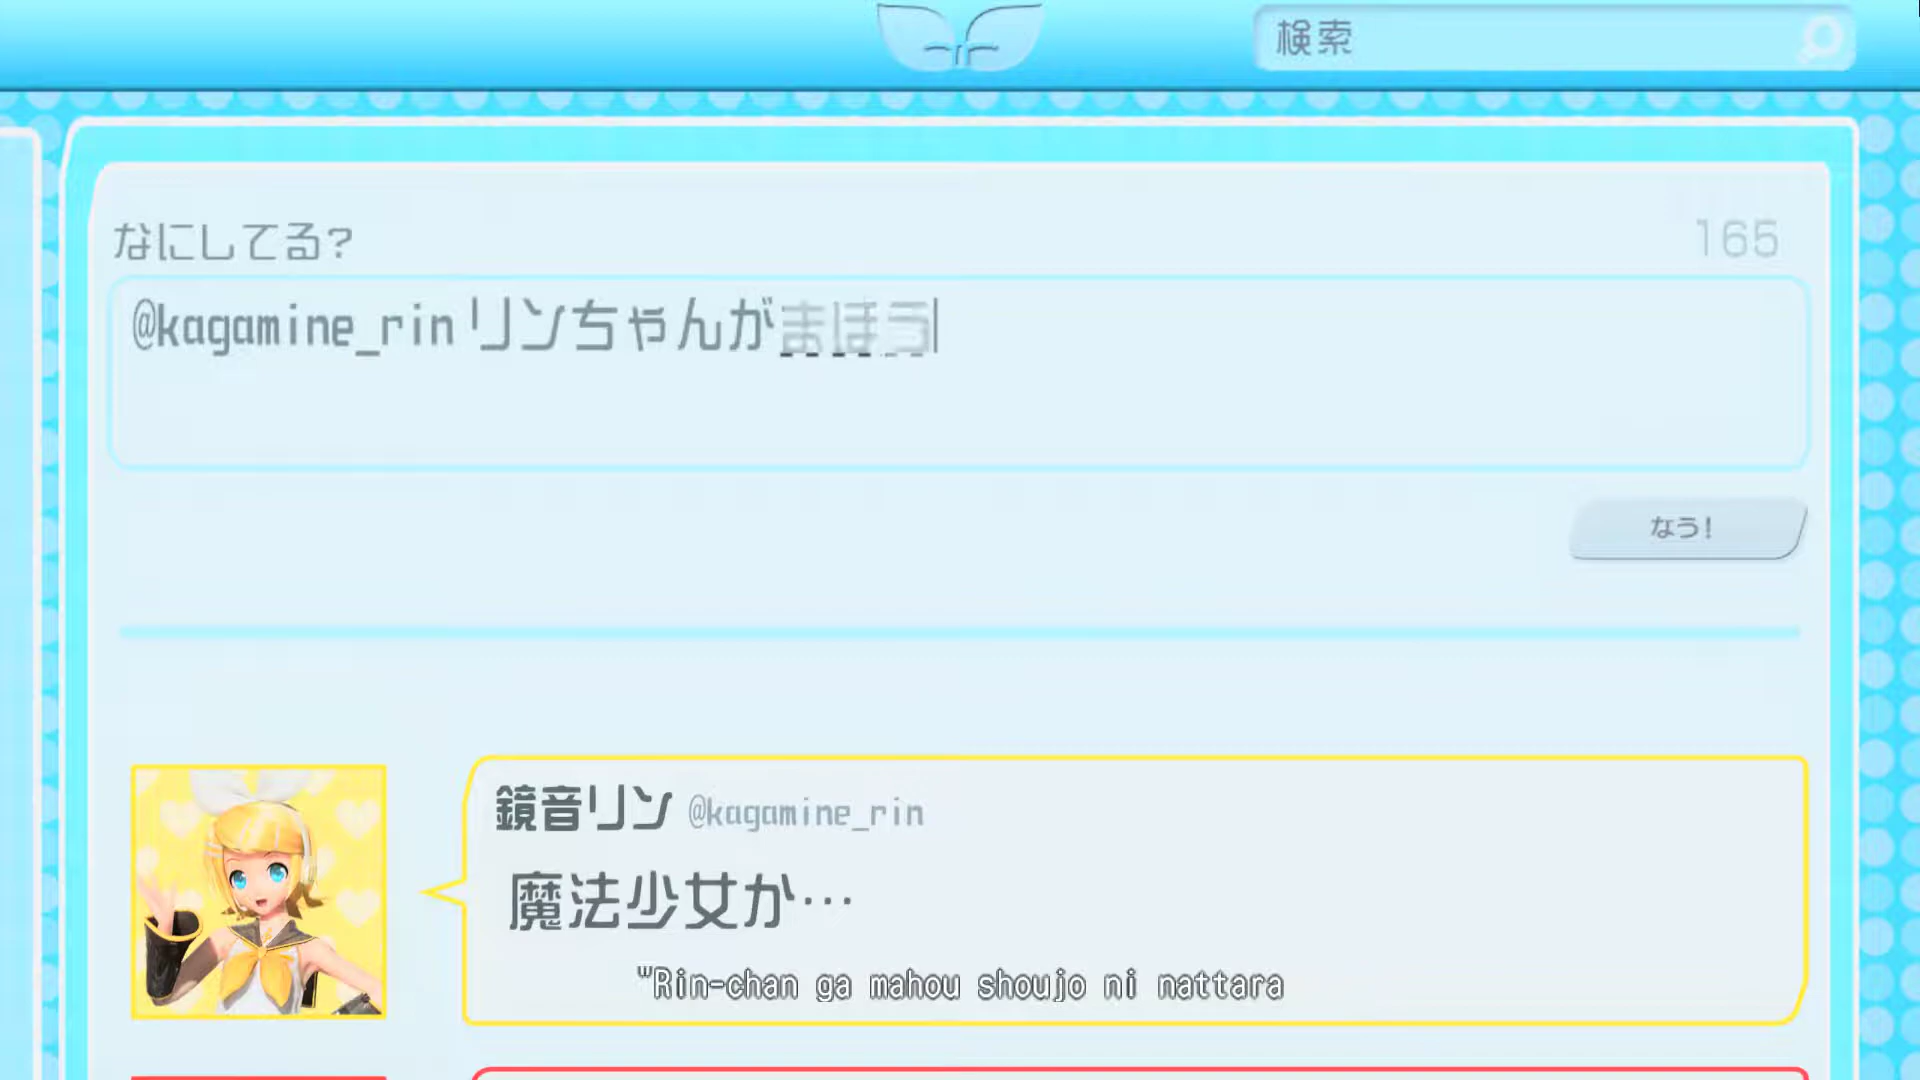 検索
なにしてる?
165
@kagamine_rin リンちゃんがまほう
なう!
鏡音リン @kagamine_rin
魔法少女か…
"Rin-chan ga mahou shoujo ni nattara